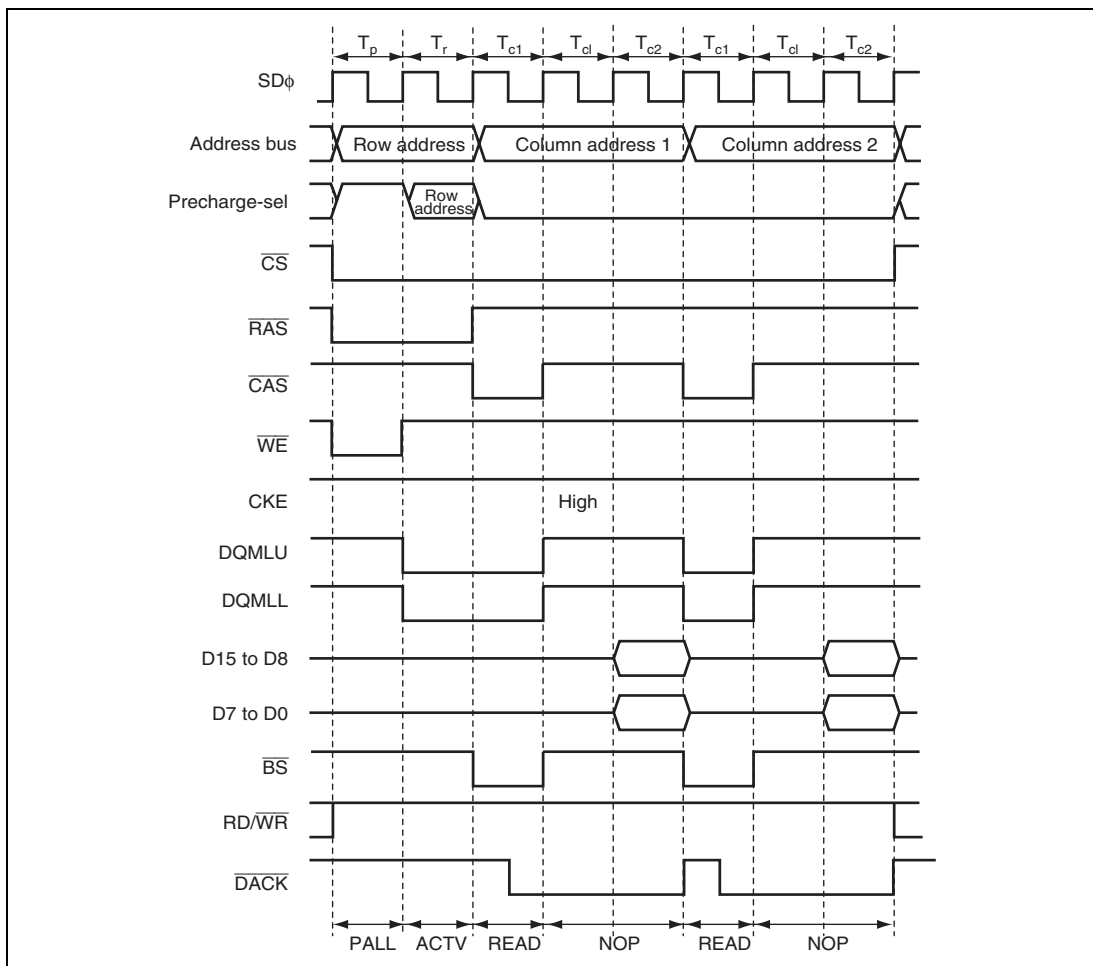 Tp Tr Tc1 Tcl Tc2 Tc1 Tcl Tc2
SDϕ
Address bus Row address Column address 1 Column address 2
Precharge-sel Row address
CS
RAS
CAS
WE
CKE High
DQMLU
DQMLL
D15 to D8
D7 to D0
BS
RD/WR
DACK
PALL ACTV READ NOP READ NOP